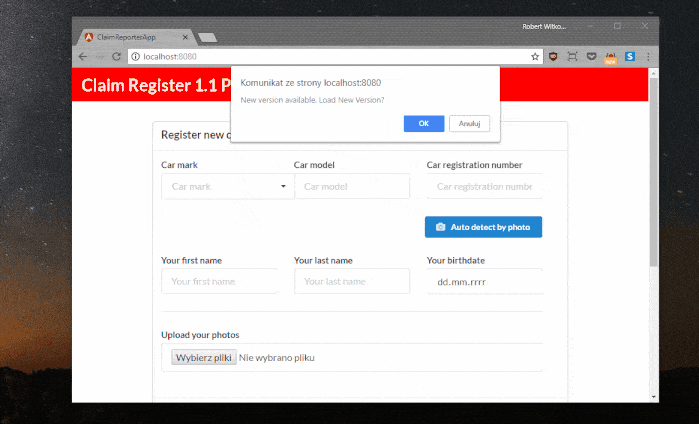 Robert Witko...
ClaimReporterApp
localhost:8080
new
S
Claim Register 1.1 P
Komunikat ze strony localhost:8080
New version available. Load New Version?
OK
Anuluj
Register new c
Car mark
Car model
Car registration number
Car mark
Car model
Car registration numbe
Auto detect by photo
Your first name
Your last name
Your birthdate
Your first name
Your last name
dd.mm.rrrr
Upload your photos
Wybierz pliki
Nie wybrano pliku